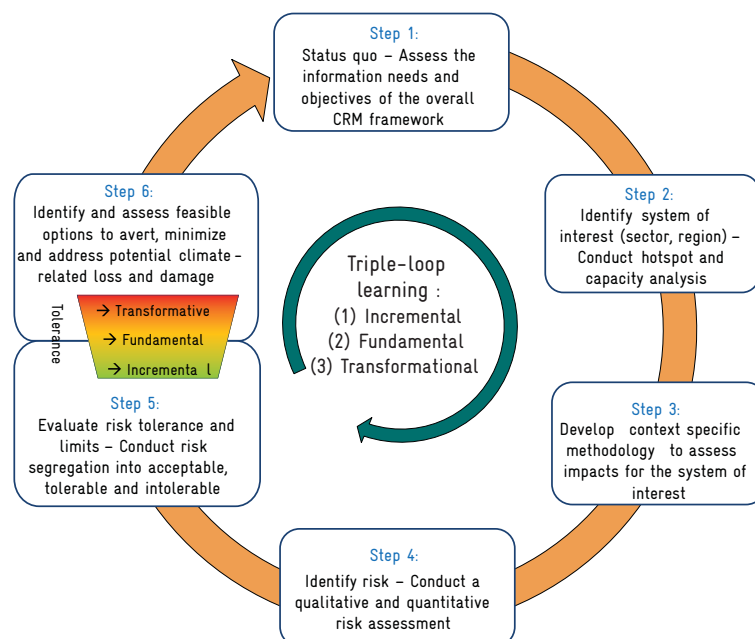 Step 1:
Status quo – Assess the
information needs and
objectives of the overall
CRM framework
Step 2:
Identify system of
interest (sector, region) –
Conduct hotspot and
capacity analysis
Step 3:
Develop context specific
methodology to assess
impacts for the system of
interest
Step 4:
Identify risk – Conduct a
qualitative and quantitative
risk assessment
Step 5:
Evaluate risk tolerance and
limits – Conduct risk
segregation into acceptable,
tolerable and intolerable
Step 6:
Identify and assess feasible
options to avert, minimize
and address potential climate –
related loss and damage
Tolerance
→ Transformative
→ Fundamental
→ Incrementa l
Triple-loop
learning :
(1) Incremental
(2) Fundamental
(3) Transformational